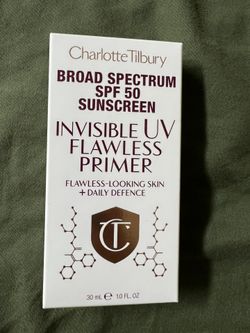 Charlotte Tilbury
BROAD SPECTRUM
SPF 50
SUNSCREEN
INVISIBLE UV
FLAWLESS
PRIMER
FLAWLESS-LOOKING SKIN
+ DAILY DEFENCE
CT
30 mL ℮ 1.0 FL. OZ